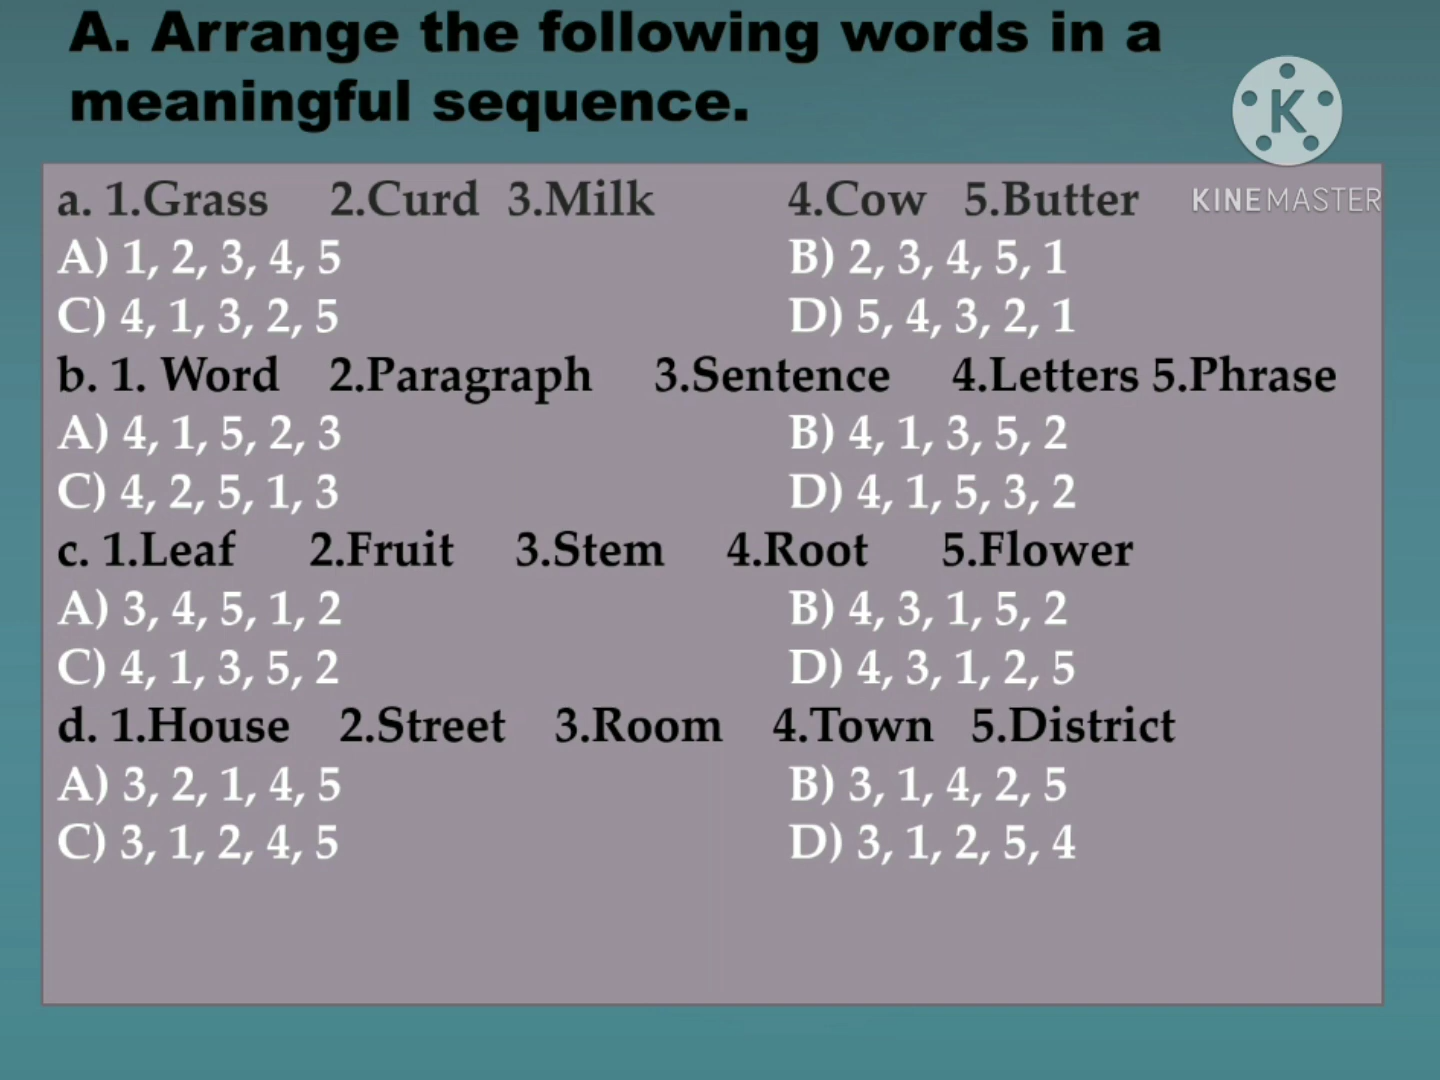 A. Arrange the following words in a
meaningful sequence.
K
KINEMASTER
a. 1.Grass 2.Curd 3.Milk 4.Cow 5.Butter
A) 1, 2, 3, 4, 5 B) 2, 3, 4, 5, 1
C) 4, 1, 3, 2, 5 D) 5, 4, 3, 2, 1
b. 1. Word 2.Paragraph 3.Sentence 4.Letters 5.Phrase
A) 4, 1, 5, 2, 3 B) 4, 1, 3, 5, 2
C) 4, 2, 5, 1, 3 D) 4, 1, 5, 3, 2
c. 1.Leaf 2.Fruit 3.Stem 4.Root 5.Flower
A) 3, 4, 5, 1, 2 B) 4, 3, 1, 5, 2
C) 4, 1, 3, 5, 2 D) 4, 3, 1, 2, 5
d. 1.House 2.Street 3.Room 4.Town 5.District
A) 3, 2, 1, 4, 5 B) 3, 1, 4, 2, 5
C) 3, 1, 2, 4, 5 D) 3, 1, 2, 5, 4